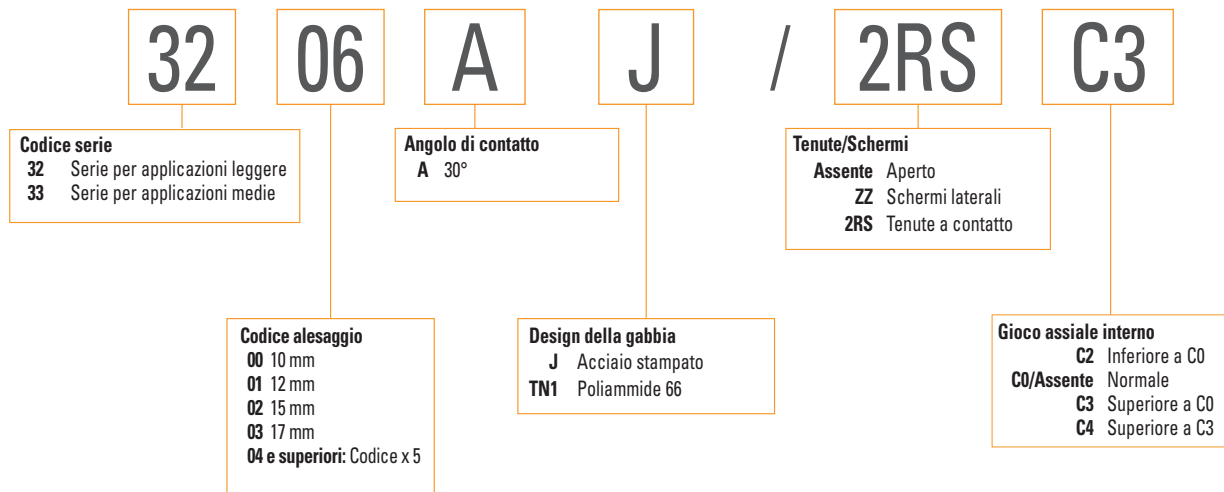 32 06 A J / 2RS C3
Codice serie
32 Serie per applicazioni leggere
33 Serie per applicazioni medie
Angolo di contatto
A 30°
Tenute/Schermi
Assente Aperto
ZZ Schermi laterali
2RS Tenute a contatto
Codice alesaggio
00 10 mm
01 12 mm
02 15 mm
03 17 mm
04 e superiori: Codice x 5
Design della gabbia
J Acciaio stampato
TN1 Poliammide 66
Gioco assiale interno
C2 Inferiore a C0
C0/Assente Normale
C3 Superiore a C0
C4 Superiore a C3